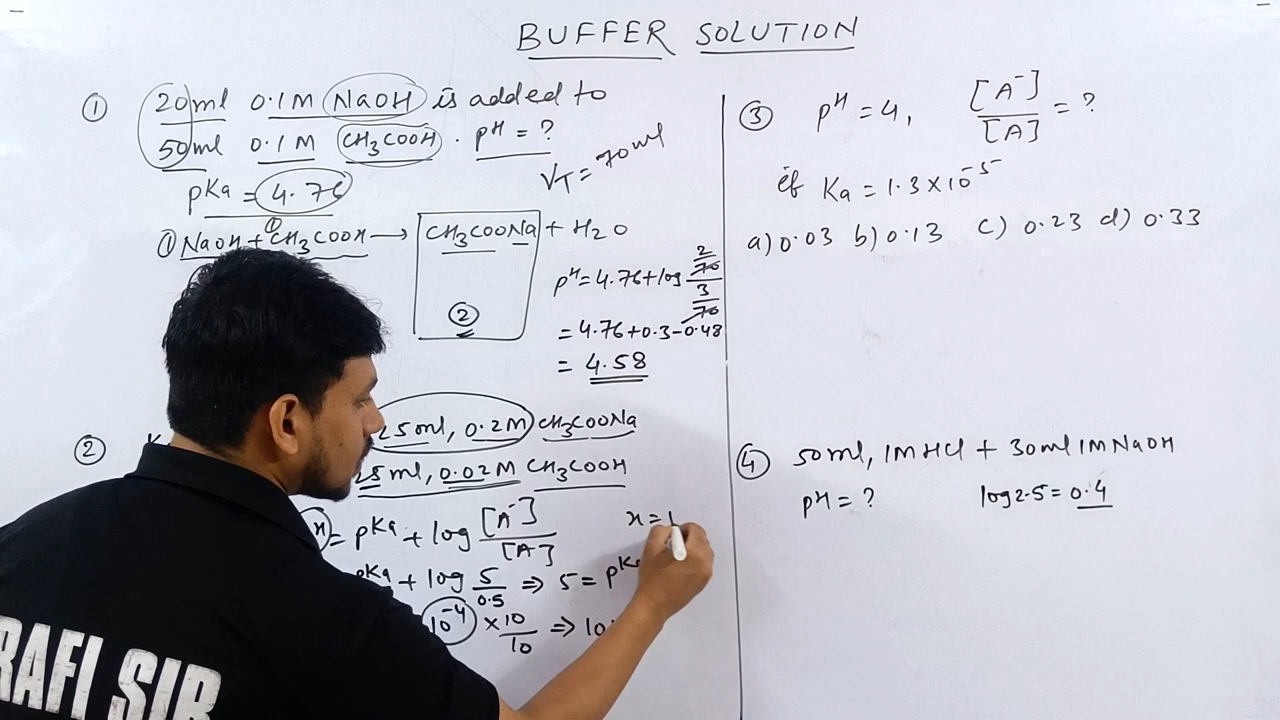 BUFFER SOLUTION
① 20ml 0.1M NaOH is added to
50ml 0.1M CH₃COOH. pH = ?
VT = 70ml
pKa = 4.76
① NaOH + ① CH₃COOH → CH₃COONa + H₂O
②
pH = 4.76 + log 2/70 / 3/70
= 4.76 + 0.3 - 0.48
= 4.58
②
25ml, 0.2M CH₃COONa
25ml, 0.02M CH₃COOH
= pKa + log [A⁻]/[A]
x = 1
pKa + log 5/0.5 ⇒ 5 = pKa
10⁻⁴ × 10/10 ⇒ 10
③ pH = 4, [A⁻]/[A] = ?
if Ka = 1.3 × 10⁻⁵
a) 0.03 b) 0.13 c) 0.23 d) 0.33
④ 50ml, 1M HCl + 30ml 1M NaOH
pH = ? log 2.5 = 0.4
RAFI SIR